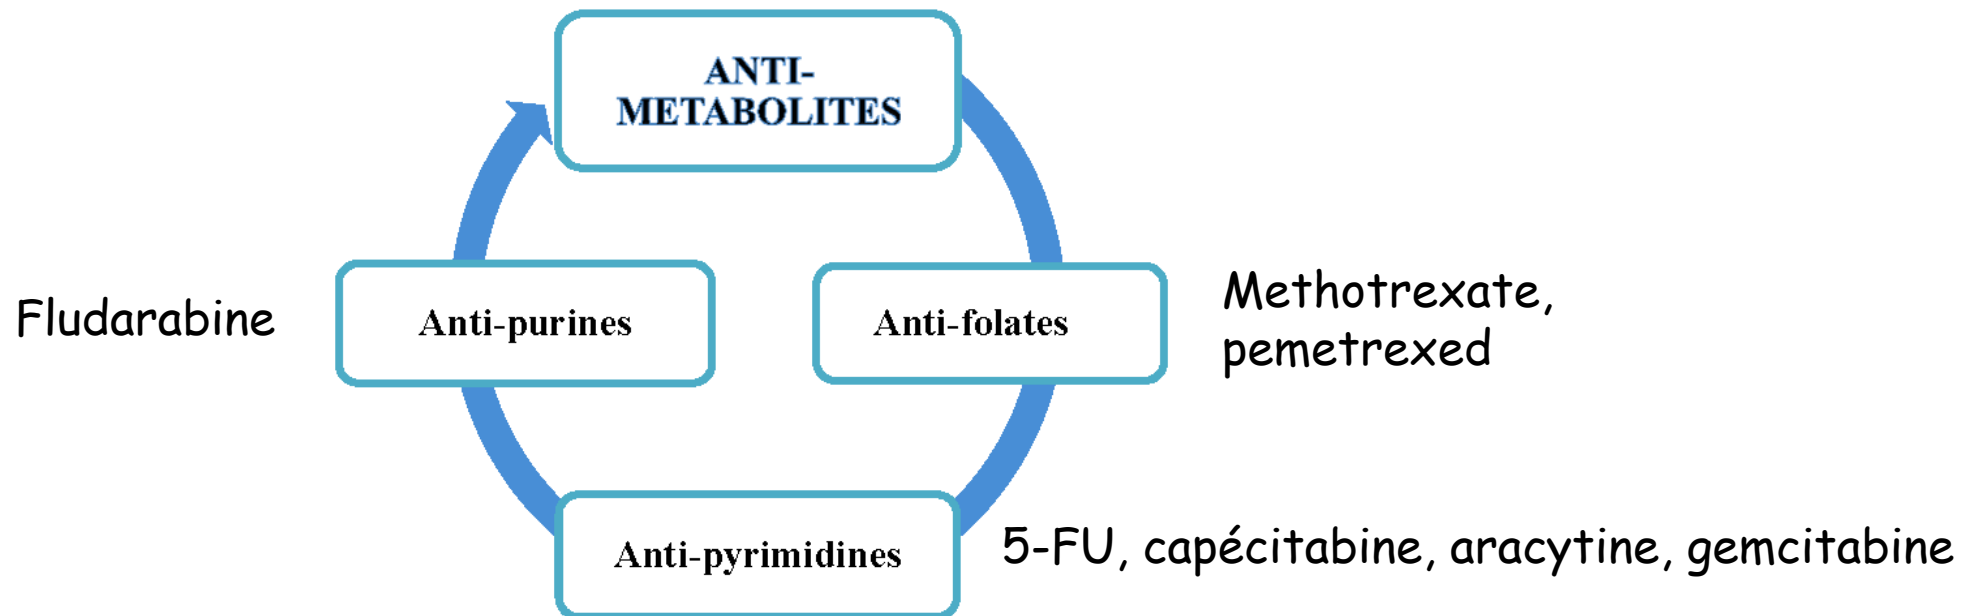 ANTI-
METABOLITES
Fludarabine
Anti-purines
Anti-folates
Methotrexate,
pemetrexed
Anti-pyrimidines
5-FU, capécitabine, aracytine, gemcitabine